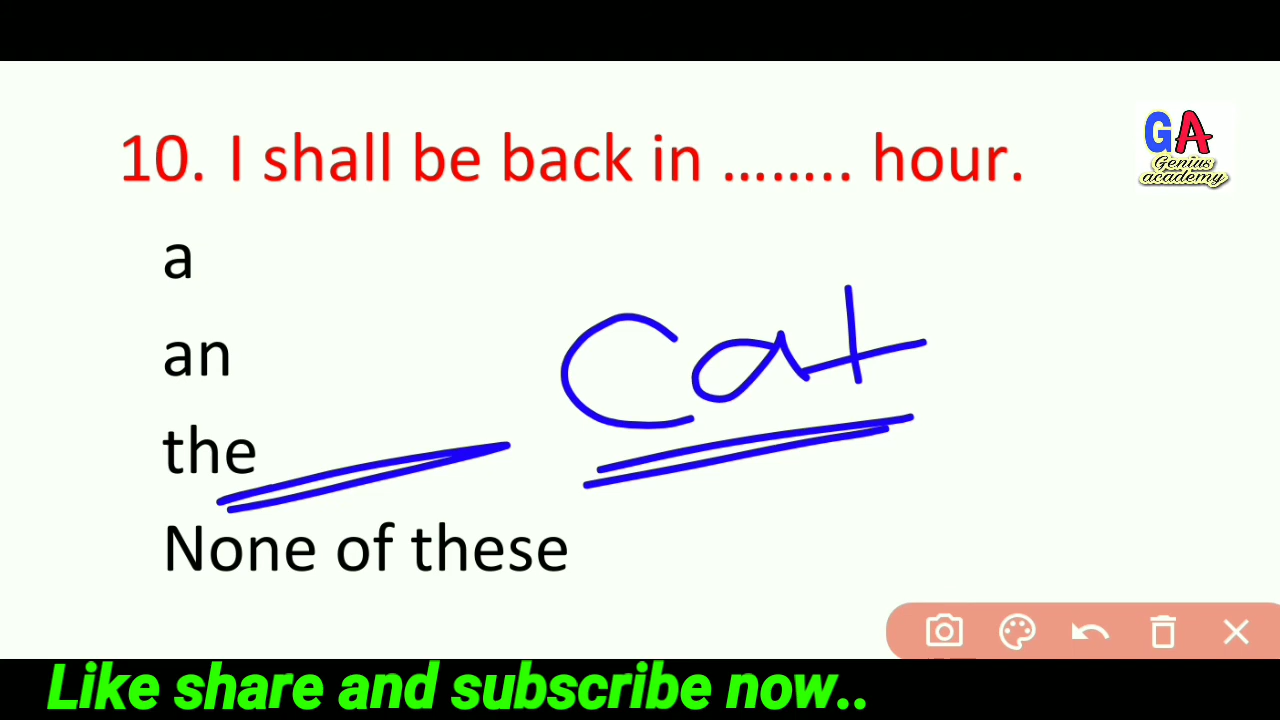 10. I shall be back in …….. hour.
GA
Genius
academy
a
an
Cat
the
None of these
Like share and subscribe now..